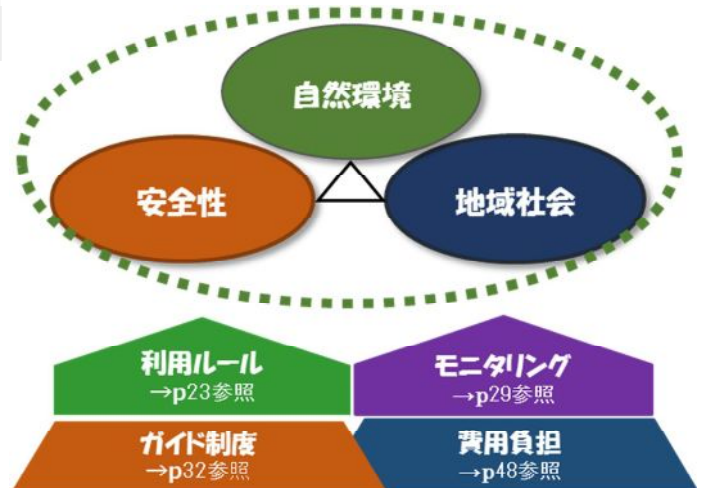 自然環境
安全性
地域社会
利用ルール
→p23参照
モニタリング
→p29参照
ガイド制度
→p32参照
費用負担
→p48参照